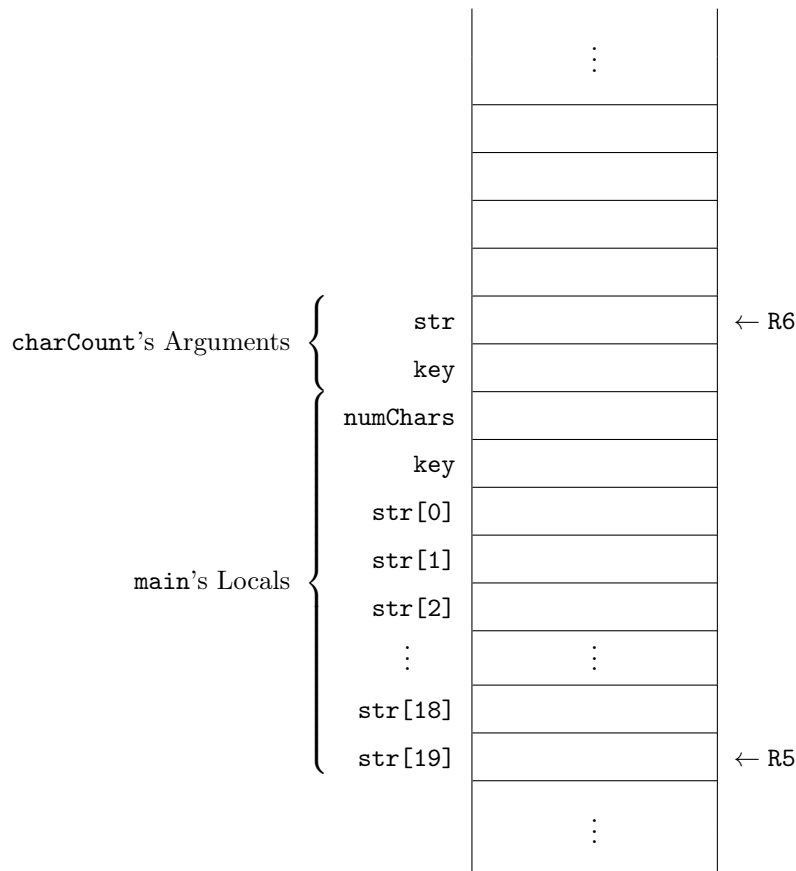 ⋮
charCount's Arguments
str
← R6
key
numChars
key
str[0]
str[1]
main's Locals
str[2]
⋮ ⋮
str[18]
str[19]
← R5
⋮